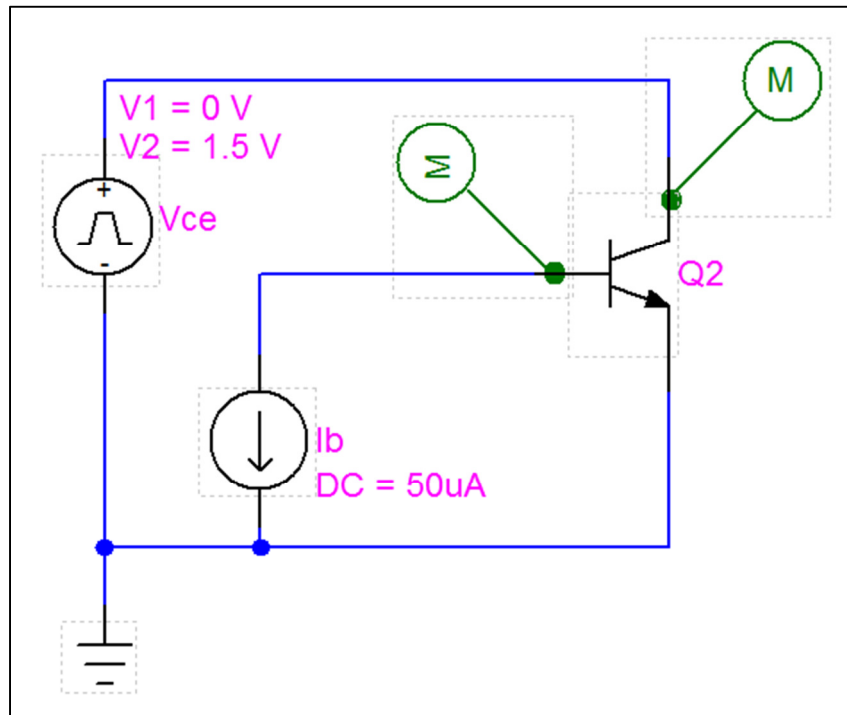 M
V1 = 0 V
V2 = 1.5 V
M
+
Vce
-
Q2
Ib
DC = 50uA